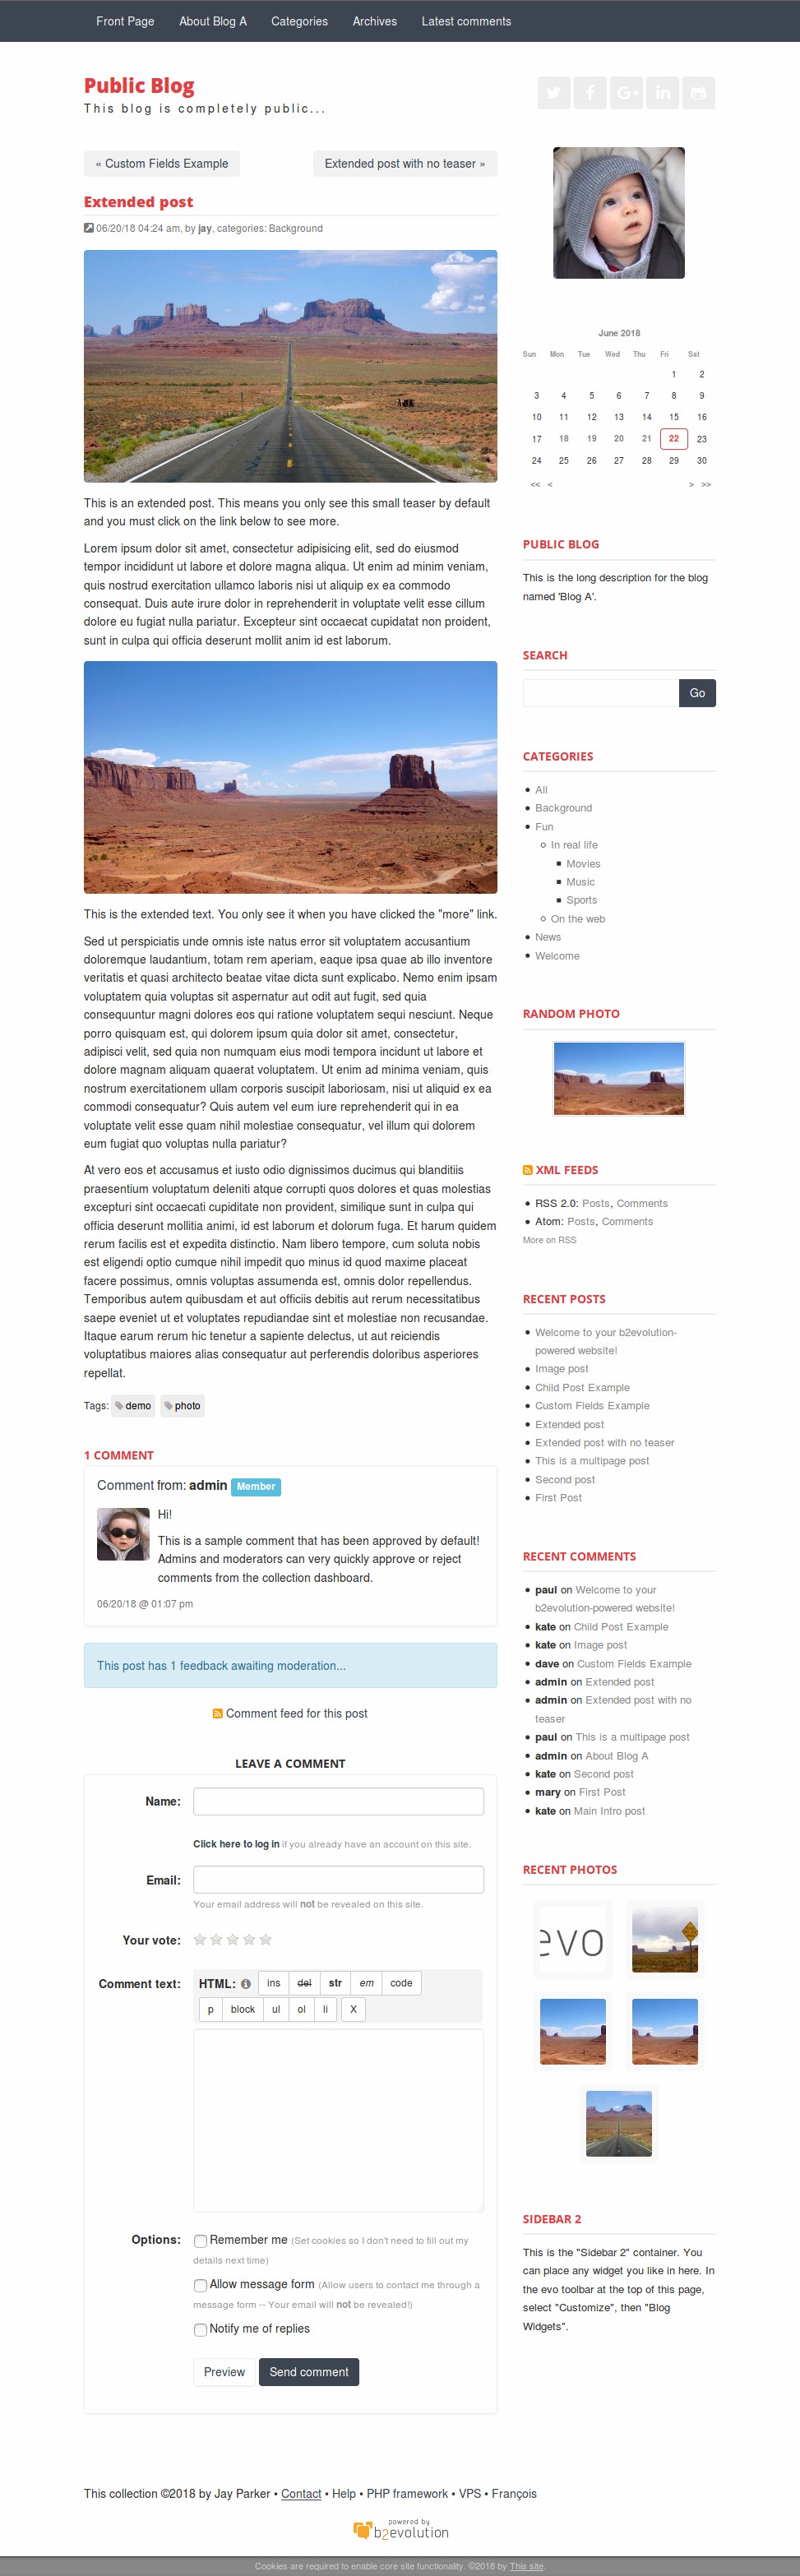 Front Page About Blog A Categories Archives Latest comments
Public Blog
This blog is completely public...
« Custom Fields Example
Extended post with no teaser »
Extended post
06/20/18 04:24 am, by jay, categories: Background
This is an extended post. This means you only see this small teaser by default
and you must click on the link below to see more.
Lorem ipsum dolor sit amet, consectetur adipisicing elit, sed do eiusmod
tempor incididunt ut labore et dolore magna aliqua. Ut enim ad minim veniam,
quis nostrud exercitation ullamco laboris nisi ut aliquip ex ea commodo
consequat. Duis aute irure dolor in reprehenderit in voluptate velit esse cillum
dolore eu fugiat nulla pariatur. Excepteur sint occaecat cupidatat non proident,
sunt in culpa qui officia deserunt mollit anim id est laborum.
This is the extended text. You only see it when you have clicked the "more" link.
Sed ut perspiciatis unde omnis iste natus error sit voluptatem accusantium
doloremque laudantium, totam rem aperiam, eaque ipsa quae ab illo inventore
veritatis et quasi architecto beatae vitae dicta sunt explicabo. Nemo enim ipsam
voluptatem quia voluptas sit aspernatur aut odit aut fugit, sed quia
consequuntur magni dolores eos qui ratione voluptatem sequi nesciunt. Neque
porro quisquam est, qui dolorem ipsum quia dolor sit amet, consectetur,
adipisci velit, sed quia non numquam eius modi tempora incidunt ut labore et
dolore magnam aliquam quaerat voluptatem. Ut enim ad minima veniam, quis
nostrum exercitationem ullam corporis suscipit laboriosam, nisi ut aliquid ex ea
commodi consequatur? Quis autem vel eum iure reprehenderit qui in ea
voluptate velit esse quam nihil molestiae consequatur, vel illum qui dolorem
eum fugiat quo voluptas nulla pariatur?
At vero eos et accusamus et iusto odio dignissimos ducimus qui blanditiis
praesentium voluptatum deleniti atque corrupti quos dolores et quas molestias
excepturi sint occaecati cupiditate non provident, similique sunt in culpa qui
officia deserunt mollitia animi, id est laborum et dolorum fuga. Et harum quidem
rerum facilis est et expedita distinctio. Nam libero tempore, cum soluta nobis
est eligendi optio cumque nihil impedit quo minus id quod maxime placeat
facere possimus, omnis voluptas assumenda est, omnis dolor repellendus.
Temporibus autem quibusdam et aut officiis debitis aut rerum necessitatibus
saepe eveniet ut et voluptates repudiandae sint et molestiae non recusandae.
Itaque earum rerum hic tenetur a sapiente delectus, ut aut reiciendis
voluptatibus maiores alias consequatur aut perferendis doloribus asperiores
repellat.
Tags: demo photo
1 COMMENT
Comment from: admin Member
Hi!
This is a sample comment that has been approved by default!
Admins and moderators can very quickly approve or reject
comments from the collection dashboard.
06/20/18 @ 01:07 pm
This post has 1 feedback awaiting moderation...
Comment feed for this post
LEAVE A COMMENT
Name:
Click here to log in if you already have an account on this site.
Email:
Your email address will not be revealed on this site.
Your vote:
Comment text:
HTML: ins del str em code
p block ul ol li X
Options:
Remember me (Set cookies so I don't need to fill out my
details next time)
Allow message form (Allow users to contact me through a
message form -- Your email will not be revealed!)
Notify me of replies
Preview Send comment
June 2018
Sun Mon Tue Wed Thu Fri Sat
1 2
3 4 5 6 7 8 9
10 11 12 13 14 15 16
17 18 19 20 21 22 23
24 25 26 27 28 29 30
<< < > >>
PUBLIC BLOG
This is the long description for the blog
named 'Blog A'.
SEARCH
Go
CATEGORIES
All
Background
Fun
In real life
Movies
Music
Sports
On the web
News
Welcome
RANDOM PHOTO
XML FEEDS
RSS 2.0: Posts, Comments
Atom: Posts, Comments
More on RSS
RECENT POSTS
Welcome to your b2evolution-
powered website!
Image post
Child Post Example
Custom Fields Example
Extended post
Extended post with no teaser
This is a multipage post
Second post
First Post
RECENT COMMENTS
paul on Welcome to your
b2evolution-powered website!
kate on Child Post Example
kate on Image post
dave on Custom Fields Example
admin on Extended post
admin on Extended post with no
teaser
paul on This is a multipage post
admin on About Blog A
kate on Second post
mary on First Post
kate on Main Intro post
RECENT PHOTOS
evo
SIDEBAR 2
This is the "Sidebar 2" container. You
can place any widget you like in here. In
the evo toolbar at the top of this page,
select "Customize", then "Blog
Widgets".
This collection ©2018 by Jay Parker • Contact • Help • PHP framework • VPS • François
powered by
b2evolution
Cookies are required to enable core site functionality. ©2018 by This site.